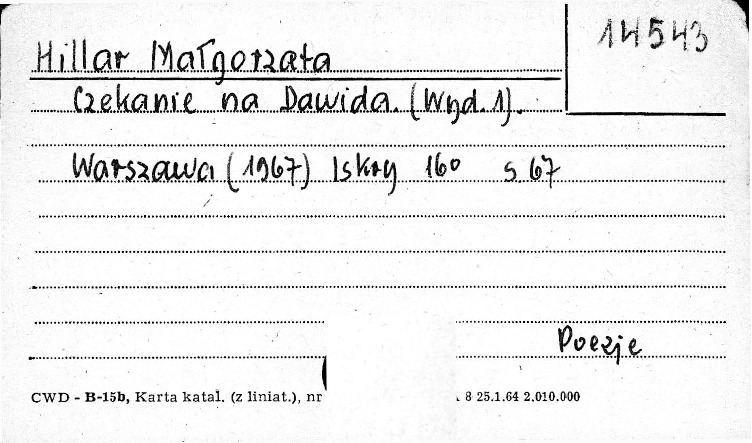 14543
Hillar Małgorzata
Czekanie na Dawida. (Wyd. 1).
Warszawa (1967) Iskry 16° s 67
Poezje
CWD - B-15b, Karta katal. (z liniat.), nr
8 25.1.64 2.010.000